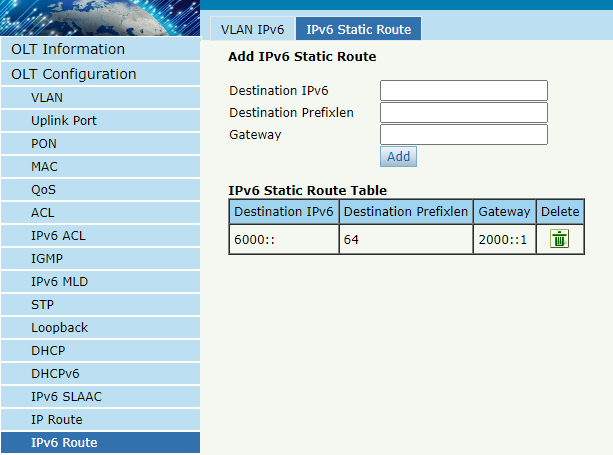 VLAN IPv6 IPv6 Static Route
OLT Information
OLT Configuration
VLAN
Uplink Port
PON
MAC
QoS
ACL
IPv6 ACL
IGMP
IPv6 MLD
STP
Loopback
DHCP
DHCPv6
IPv6 SLAAC
IP Route
IPv6 Route
Add IPv6 Static Route
Destination IPv6
Destination Prefixlen
Gateway
Add
IPv6 Static Route Table
Destination IPv6 Destination Prefixlen Gateway Delete
6000:: 64 2000::1